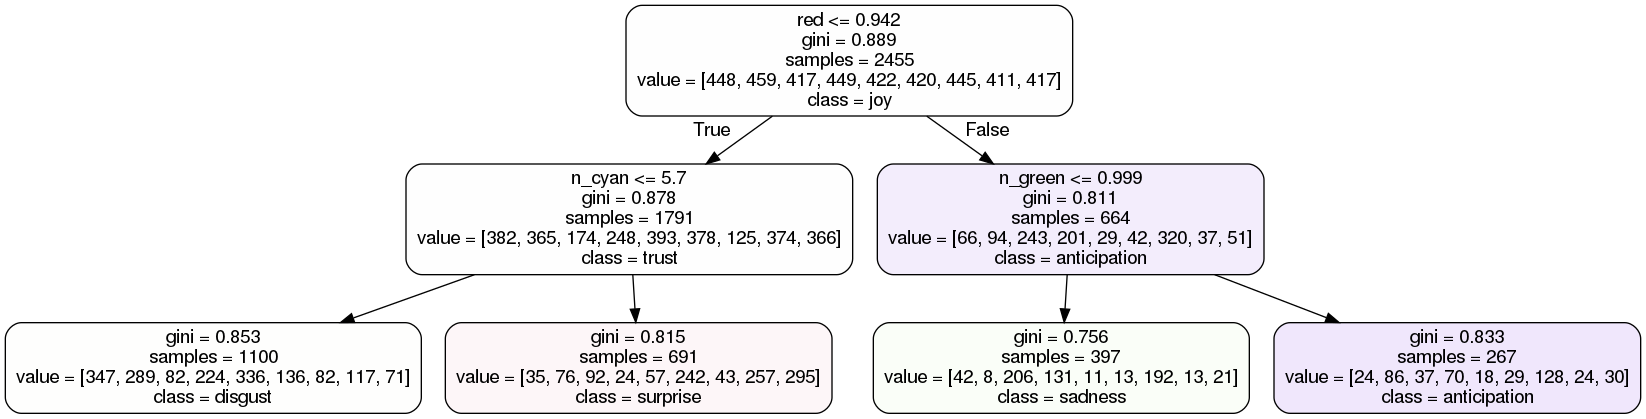 red <= 0.942
gini = 0.889
samples = 2455
value = [448, 459, 417, 449, 422, 420, 445, 411, 417]
class = joy
True
False
n_cyan <= 5.7
gini = 0.878
samples = 1791
value = [382, 365, 174, 248, 393, 378, 125, 374, 366]
class = trust
n_green <= 0.999
gini = 0.811
samples = 664
value = [66, 94, 243, 201, 29, 42, 320, 37, 51]
class = anticipation
gini = 0.853
samples = 1100
value = [347, 289, 82, 224, 336, 136, 82, 117, 71]
class = disgust
gini = 0.815
samples = 691
value = [35, 76, 92, 24, 57, 242, 43, 257, 295]
class = surprise
gini = 0.756
samples = 397
value = [42, 8, 206, 131, 11, 13, 192, 13, 21]
class = sadness
gini = 0.833
samples = 267
value = [24, 86, 37, 70, 18, 29, 128, 24, 30]
class = anticipation